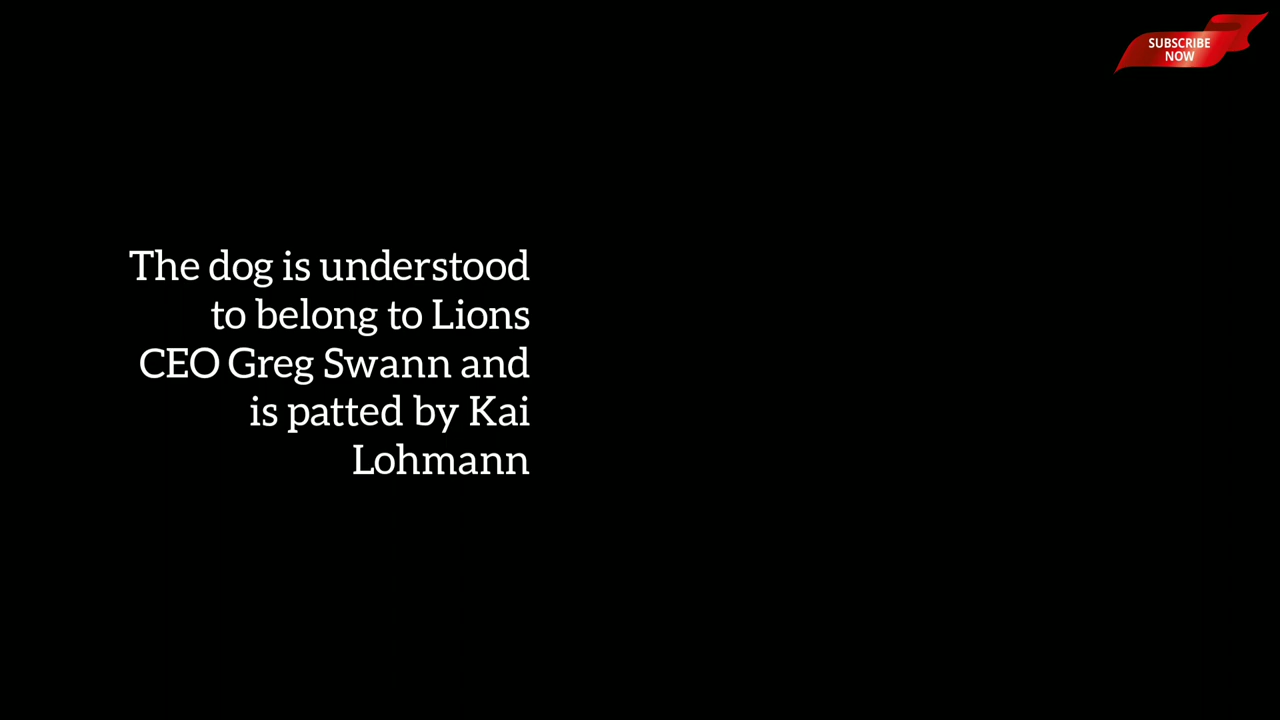 SUBSCRIBE
NOW
The dog is understood
to belong to Lions
CEO Greg Swann and
is patted by Kai
Lohmann